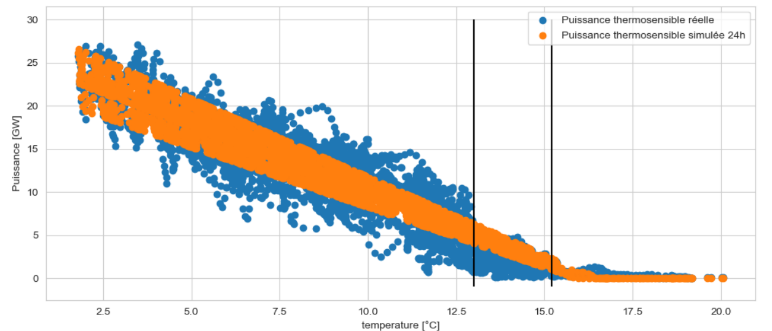 Puissance thermosensible réelle
Puissance thermosensible simulée 24h
Puissance [GW]
30
25
20
15
10
5
0
2.5 5.0 7.5 10.0 12.5 15.0 17.5 20.0
temperature [°C]